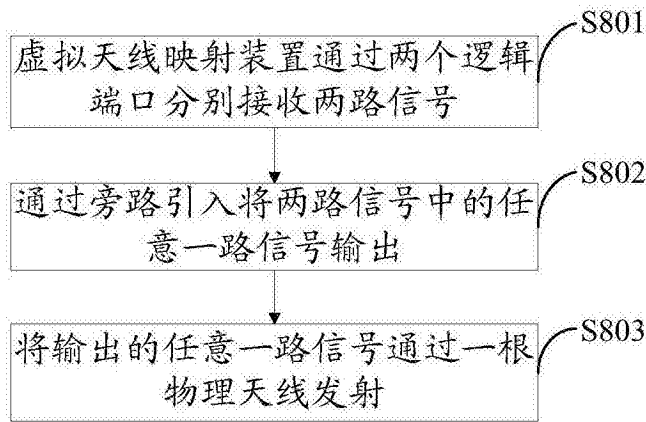 S801
虚拟天线映射装置通过两个逻辑
端口分别接收两路信号
S802
通过旁路引入将两路信号中的任
意一路信号输出
S803
将输出的任意一路信号通过一根
物理天线发射